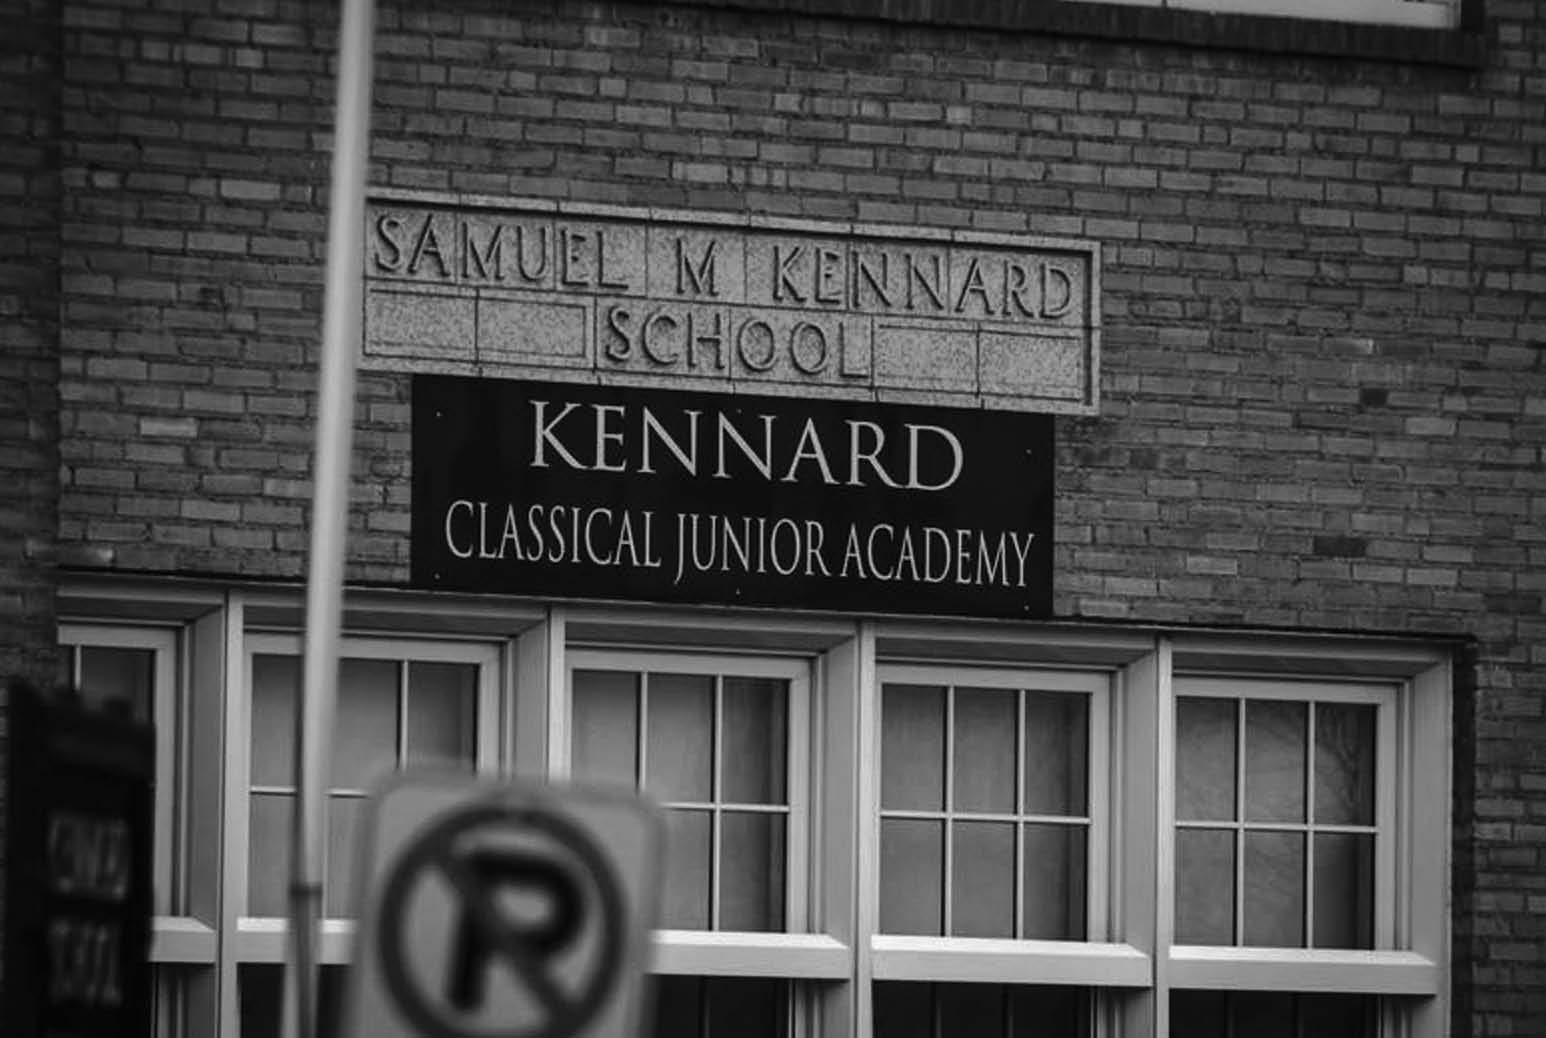 SAMUEL M KENNARD
SCHOOL
KENNARD
CLASSICAL JUNIOR ACADEMY
P